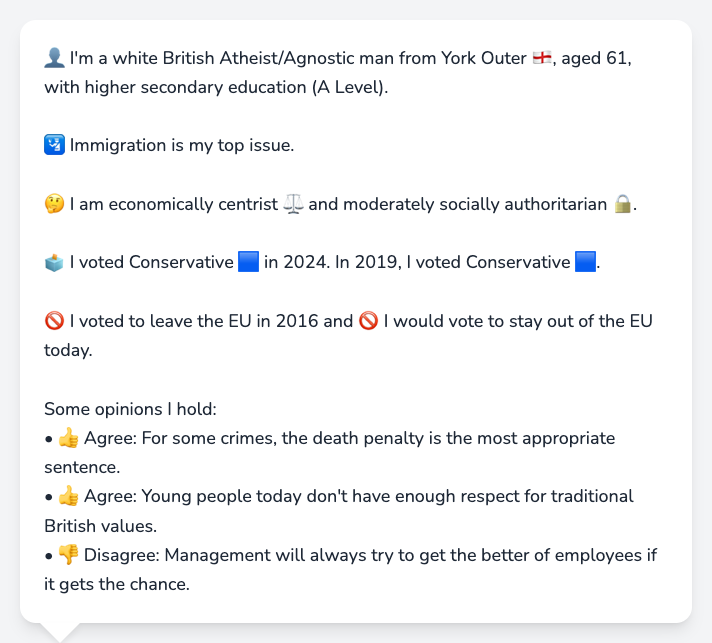 👤 I'm a white British Atheist/Agnostic man from York Outer 🏴󠁧󠁢󠁥󠁮󠁧󠁿, aged 61,
with higher secondary education (A Level).
🛂 Immigration is my top issue.
🤔 I am economically centrist ⚖️ and moderately socially authoritarian 🔒.
🗳️ I voted Conservative 🟦 in 2024. In 2019, I voted Conservative 🟦.
🚫 I voted to leave the EU in 2016 and 🚫 I would vote to stay out of the EU
today.
Some opinions I hold:
• 👍 Agree: For some crimes, the death penalty is the most appropriate
sentence.
• 👍 Agree: Young people today don't have enough respect for traditional
British values.
• 👎 Disagree: Management will always try to get the better of employees if
it gets the chance.